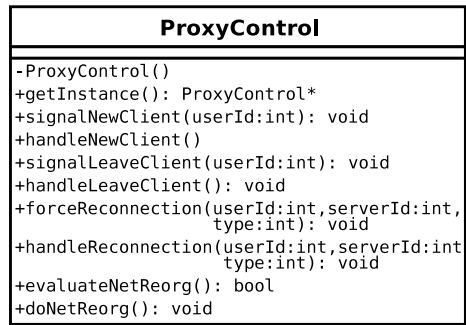 ProxyControl
-ProxyControl()
+getInstance(): ProxyControl*
+signalNewClient(userId:int): void
+handleNewClient()
+signalLeaveClient(userId:int): void
+handleLeaveClient(): void
+forceReconnection(userId:int,serverId:int,
type:int): void
+handleReconnection(userId:int,serverId:int
type:int): void
+evaluateNetReorg(): bool
+doNetReorg(): void